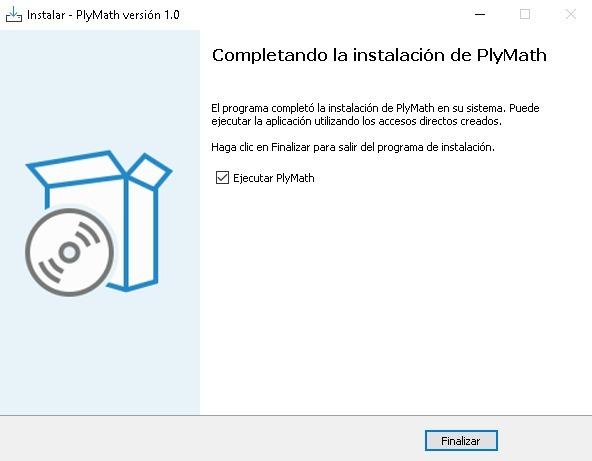 Instalar - PlyMath versión 1.0
Completando la instalación de PlyMath
El programa completó la instalación de PlyMath en su sistema. Puede
ejecutar la aplicación utilizando los accesos directos creados.
Haga clic en Finalizar para salir del programa de instalación.
Ejecutar PlyMath
Finalizar